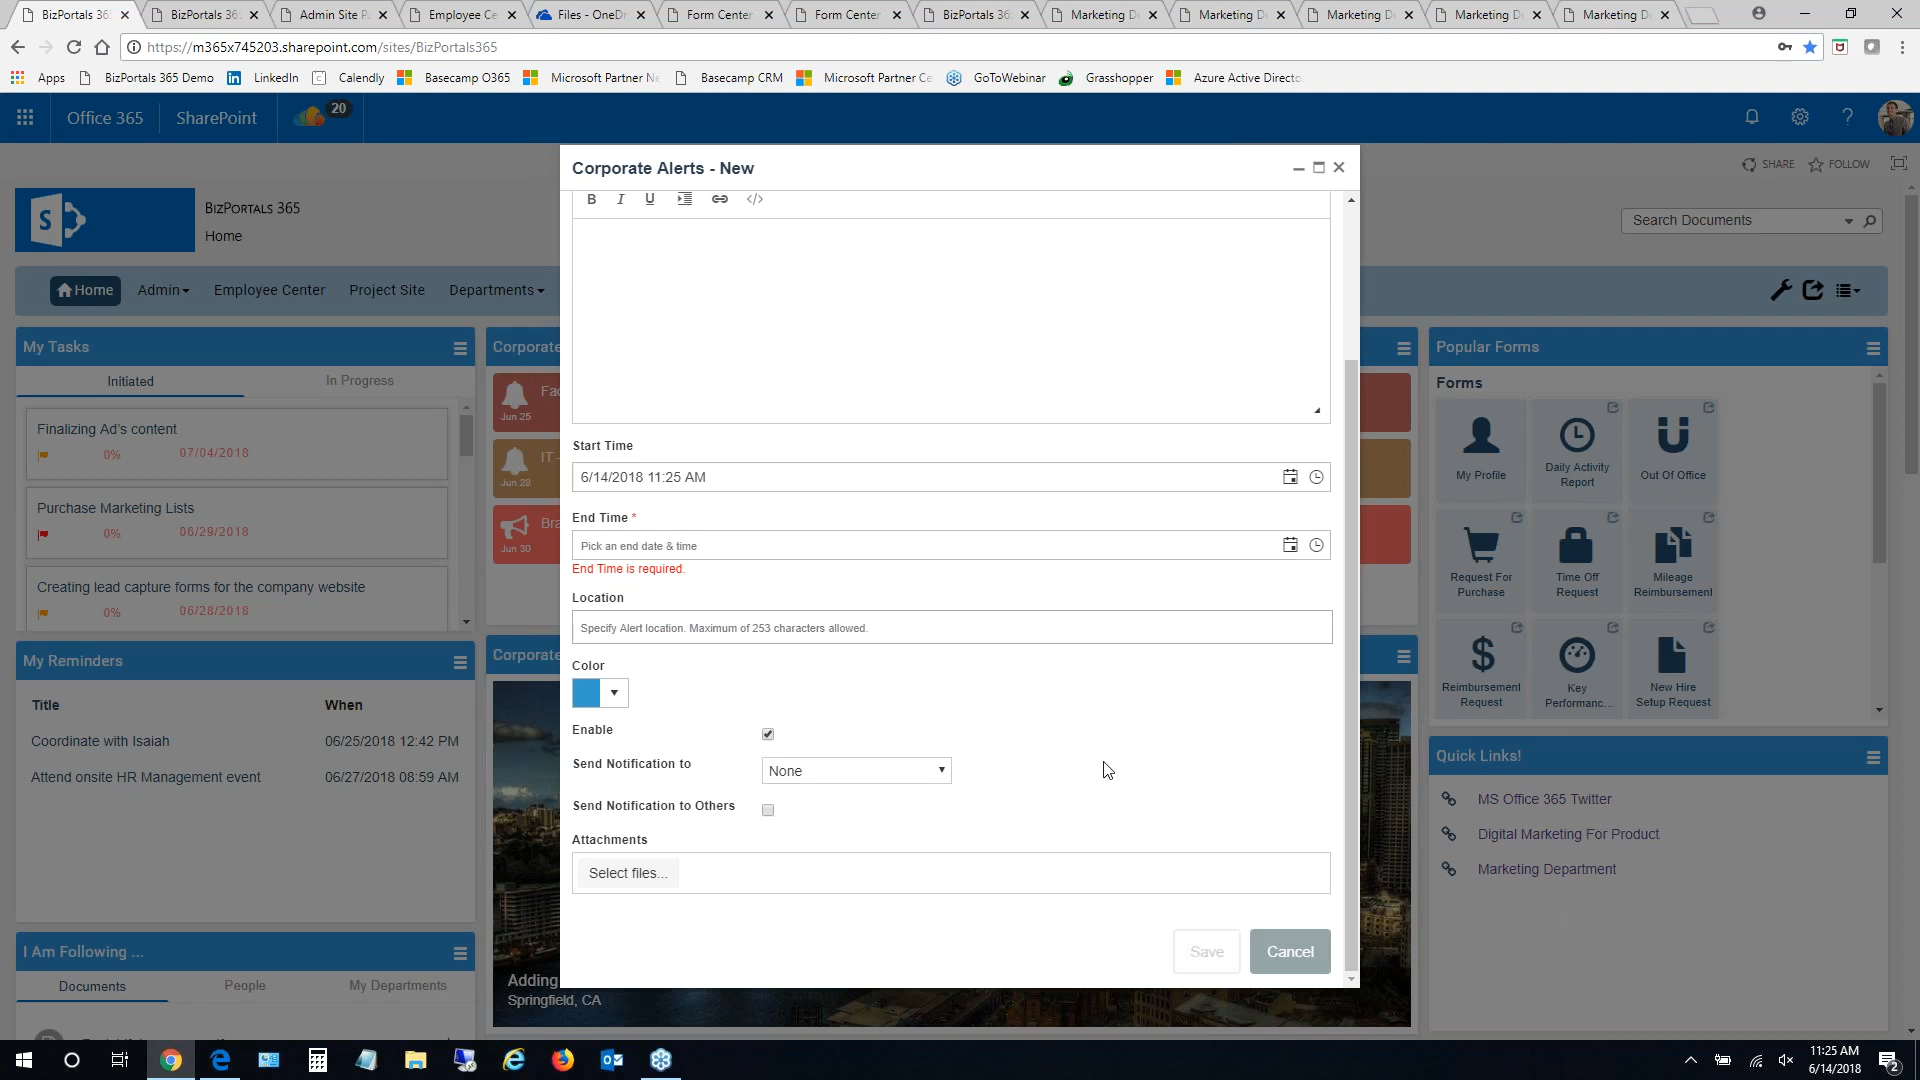 BizPortals 36
BizPortals 36
Admin Site P
Employee Ce
Files - OneDr
Form Center
Form Center
BizPortals 36
Marketing D
Marketing D
Marketing D
Marketing D
Marketing D
https://m365x745203.sharepoint.com/sites/BizPortals365
Apps
BizPortals 365 Demo
LinkedIn
Calendly
Basecamp O365
Microsoft Partner Ne
Basecamp CRM
Microsoft Partner Ce
GoToWebinar
Grasshopper
Azure Active Directo
Office 365
SharePoint
20
SHARE
FOLLOW
BizPortals 365
Home
Search Documents
Home
Admin
Employee Center
Project Site
Departments
My Tasks
Initiated
In Progress
Finalizing Ad's content
0%
07/04/2018
Purchase Marketing Lists
0%
06/29/2018
Creating lead capture forms for the company website
0%
06/28/2018
My Reminders
Title
When
Coordinate with Isaiah
06/25/2018 12:42 PM
Attend onsite HR Management event
06/27/2018 08:59 AM
I Am Following ...
Documents
People
My Departments
Corporate
Fac
Jun 25
IT -
Jun 28
Bra
Jun 30
Corporate
Adding
Springfield, CA
Corporate Alerts - New
B I U
Start Time
6/14/2018 11:25 AM
End Time *
Pick an end date & time
End Time is required.
Location
Specify Alert location. Maximum of 253 characters allowed.
Color
Enable
Send Notification to
None
Send Notification to Others
Attachments
Select files...
Save
Cancel
Popular Forms
Forms
My Profile
Daily Activity
Report
Out Of Office
Request For
Purchase
Time Off
Request
Mileage
Reimbursement
Reimbursement
Request
Key
Performanc...
New Hire
Setup Request
Quick Links!
MS Office 365 Twitter
Digital Marketing For Product
Marketing Department
11:25 AM
6/14/2018
2